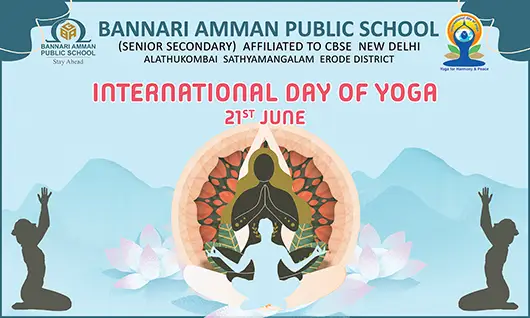 BANNARI AMMAN PUBLIC SCHOOL
(SENIOR SECONDARY) AFFILIATED TO CBSE NEW DELHI
ALATHUKOMBAI SATHYAMANGALAM ERODE DISTRICT
BANNARI AMMAN
PUBLIC SCHOOL
Stay Ahead
Yoga for Harmony & Peace
INTERNATIONAL DAY OF YOGA
21ST JUNE